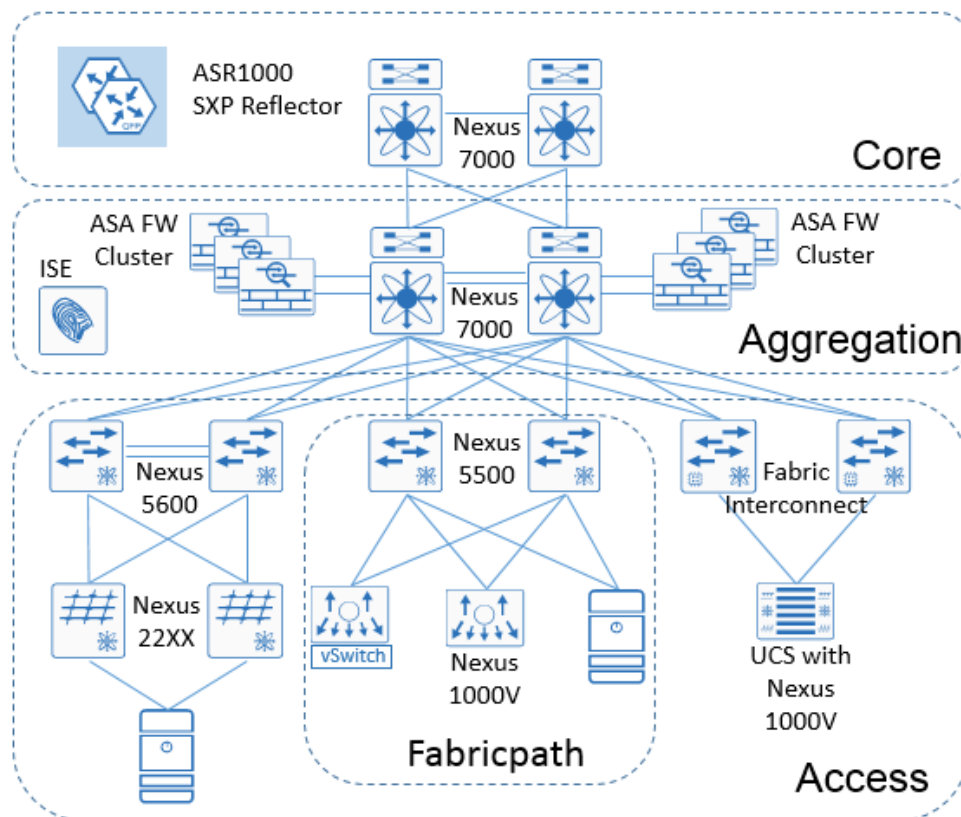 ASR1000
SXP Reflector
QFP
Nexus
7000
Core
ASA FW
Cluster
ASA FW
Cluster
ISE
Nexus
7000
Aggregation
Nexus
5600
Nexus
5500
Fabric
Interconnect
Nexus
22XX
vSwitch
Nexus
1000V
UCS with
Nexus
1000V
Fabricpath
Access